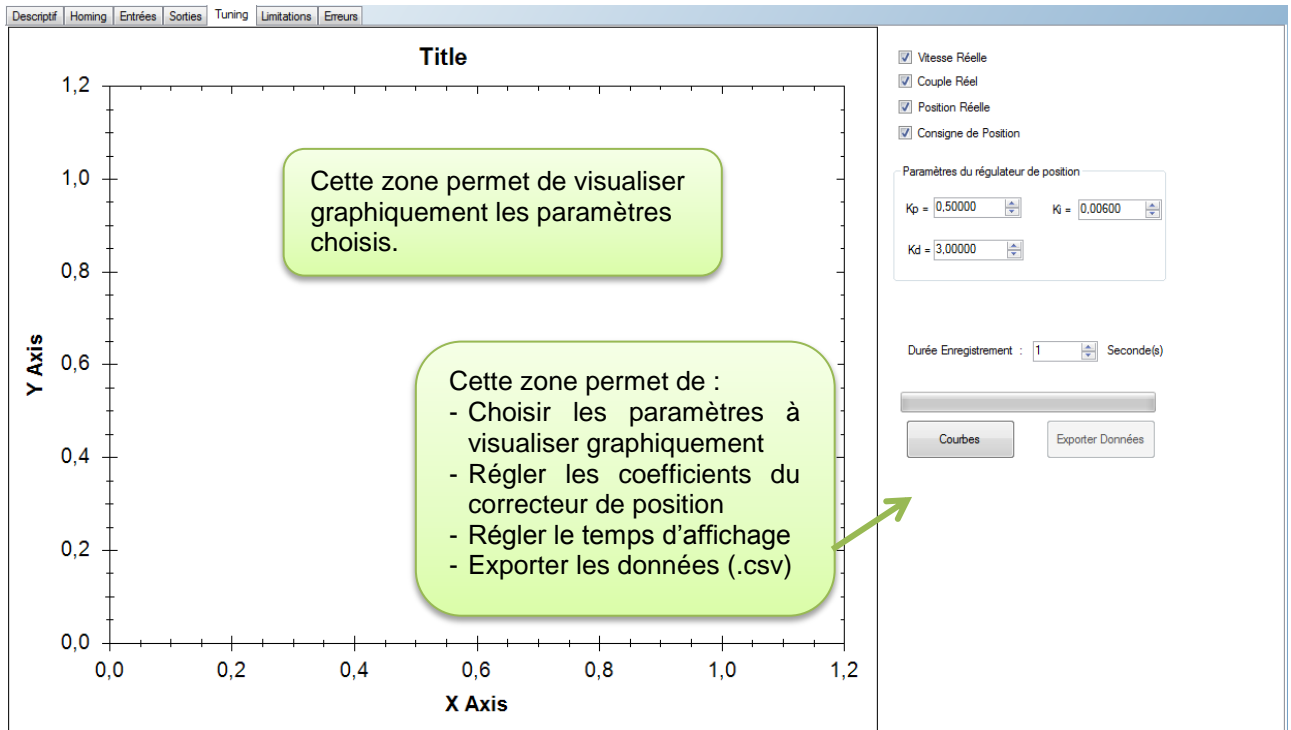 Descriptif Homing Entrées Sorties Tuning Limitations Erreurs
Title
1,2
1,0
0,8
0,6
0,4
0,2
0,0
Y Axis
0,0 0,2 0,4 0,6 0,8 1,0 1,2
X Axis
Cette zone permet de visualiser
graphiquement les paramètres
choisis.
Cette zone permet de :
- Choisir les paramètres à
visualiser graphiquement
- Régler les coefficients du
correcteur de position
- Régler le temps d’affichage
- Exporter les données (.csv)
Vitesse Réelle
Couple Réel
Position Réelle
Consigne de Position
Paramètres du régulateur de position
Kp = 0,50000 Ki = 0,00600
Kd = 3,00000
Durée Enregistrement : 1 Seconde(s)
Courbes Exporter Données